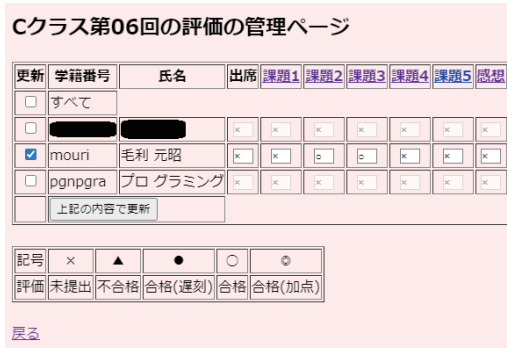 Cクラス第06回の評価の管理ページ
更新 学籍番号 氏名 出席 課題1 課題2 課題3 課題4 課題5 感想
すべて
× × × × × × ×
mouri 毛利 元昭 × × ○ ○ × × ×
pgnpgra プロ グラミング × × × × × × ×
上記の内容で更新
記号 × ▲ ● ○ ◎
評価 未提出 不合格 合格(遅刻) 合格 合格(加点)
戻る